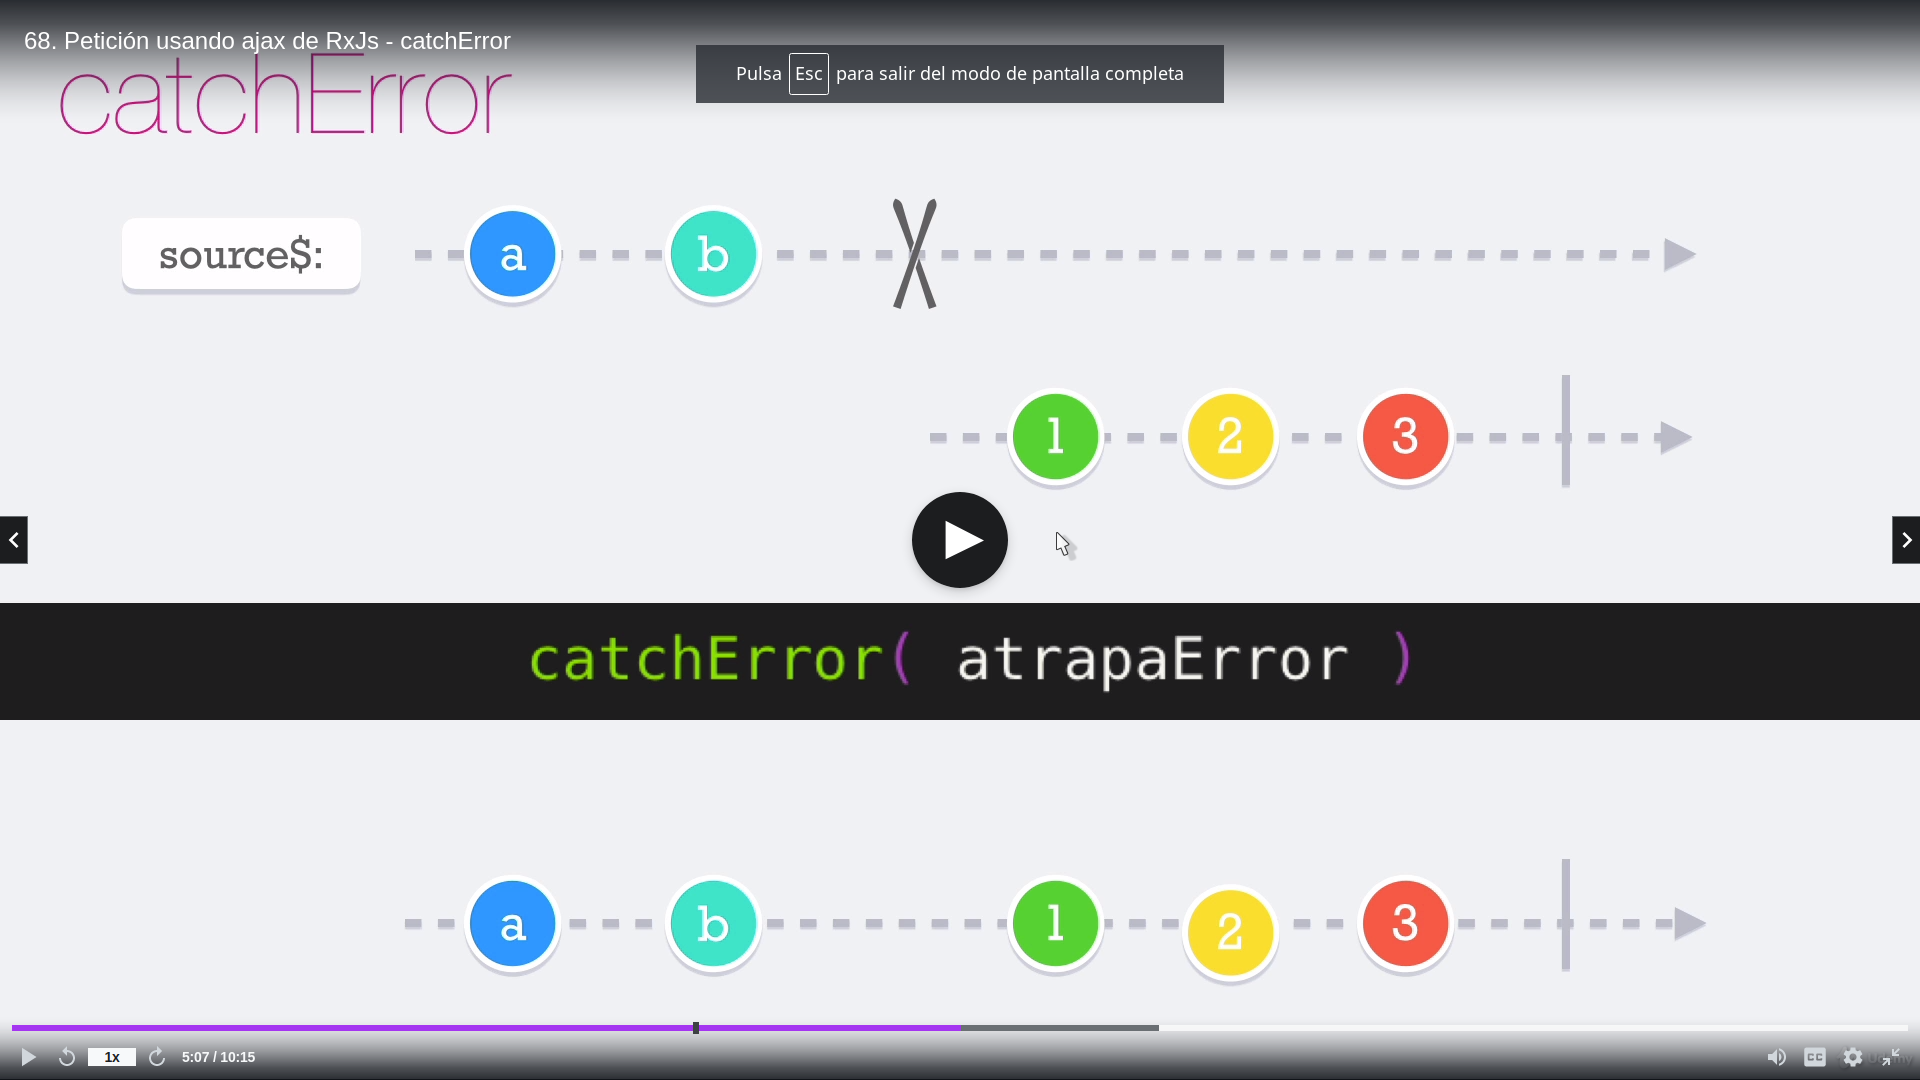 68. Petición usando ajax de RxJs - catchError
Pulsa Esc para salir del modo de pantalla completa
catchError
source$: a b
1 2 3
catchError( atrapaError )
a b 1 2 3
1x 5:07 / 10:15 CC